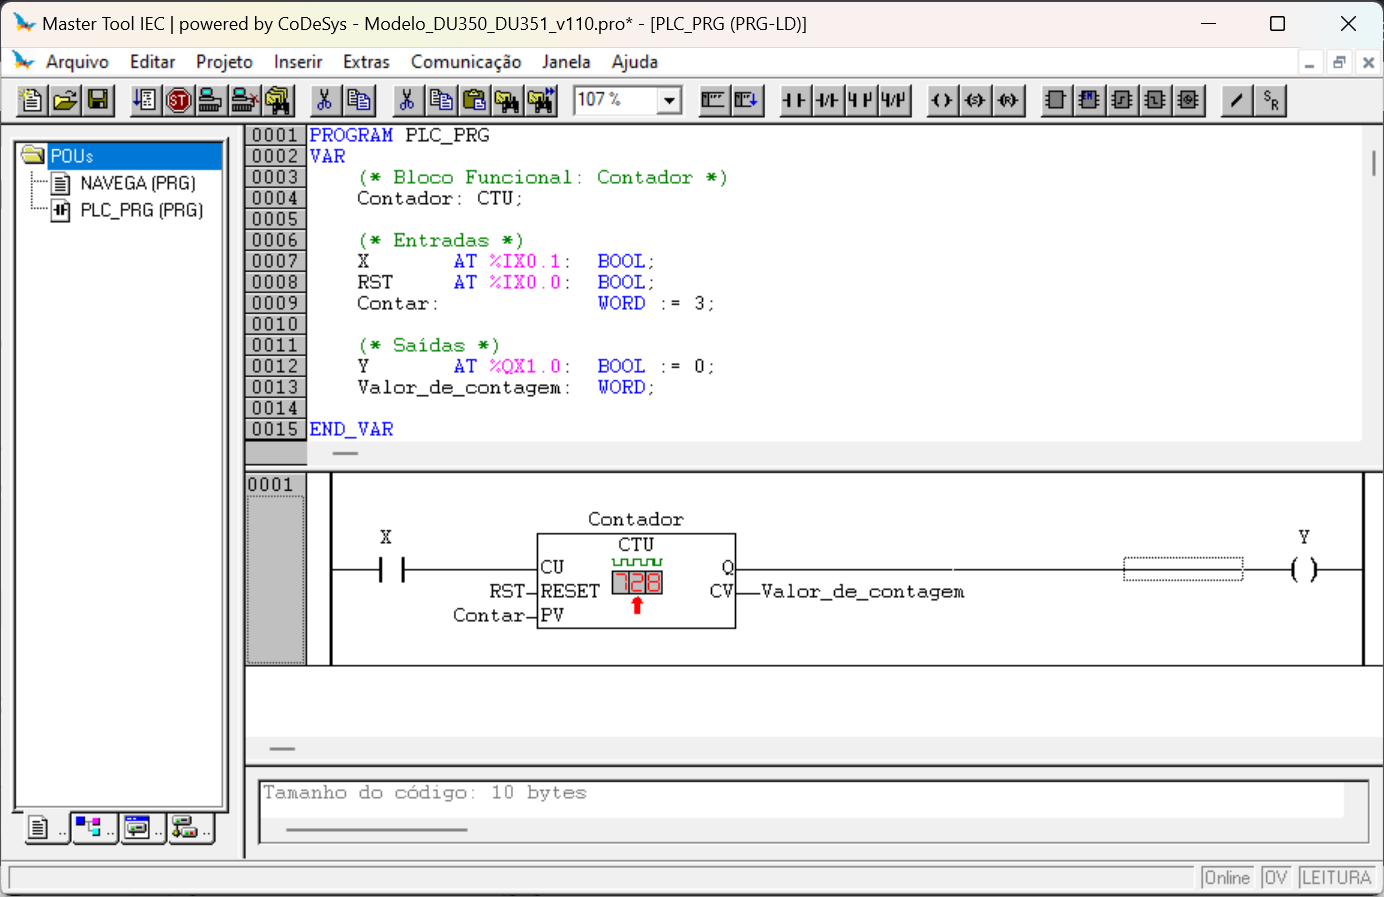 Master Tool IEC | powered by CoDeSys - Modelo_DU350_DU351_v110.pro* - [PLC_PRG (PRG-LD)]
Arquivo Editar Projeto Inserir Extras Comunicação Janela Ajuda
107 %
POUs
NAVEGA (PRG)
PLC_PRG (PRG)
0001 PROGRAM PLC_PRG
0002 VAR
0003 (* Bloco Funcional: Contador *)
0004 Contador: CTU;
0005
0006 (* Entradas *)
0007 X AT %IX0.1: BOOL;
0008 RST AT %IX0.0: BOOL;
0009 Contar: WORD := 3;
0010
0011 (* Saídas *)
0012 Y AT %QX1.0: BOOL := 0;
0013 Valor_de_contagem: WORD;
0014
0015 END_VAR
0001
Contador
X CTU Y
CU Q
728
RST RESET CV Valor_de_contagem
Contar PV
Tamanho do código: 10 bytes
Online OV LEITURA